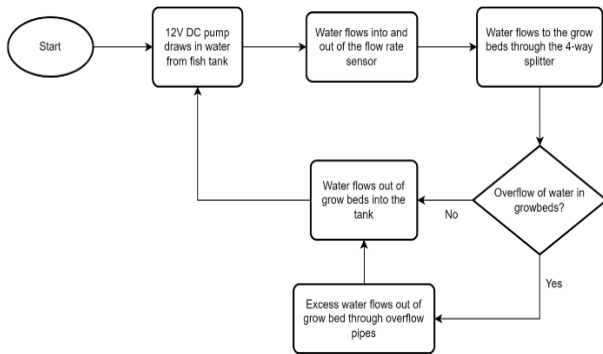 Start
12V DC pump
draws in water
from fish tank
Water flows into and
out of the flow rate
sensor
Water flows to the grow
beds through the 4-way
splitter
Overflow of water in
growbeds?
No
Yes
Water flows out of
grow beds into the
tank
Excess water flows out of
grow bed through overflow
pipes